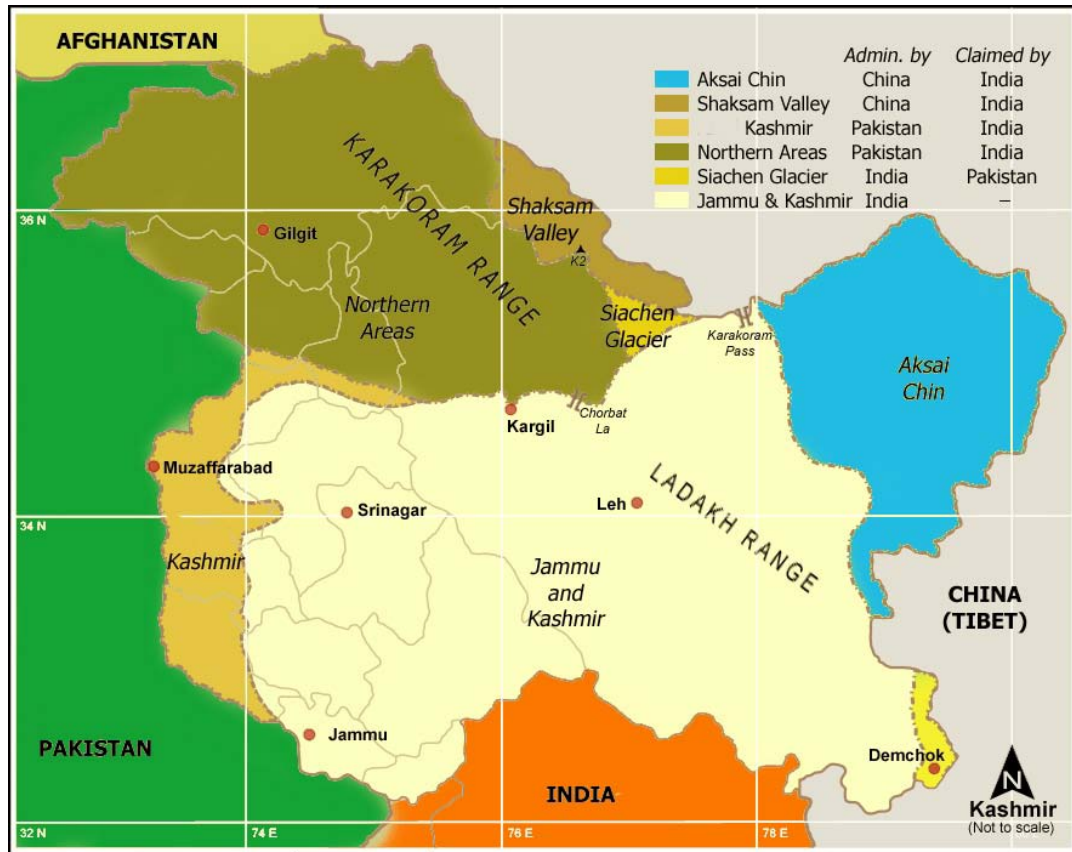 AFGHANISTAN
Admin. by Claimed by
Aksai Chin China India
Shaksam Valley China India
Kashmir Pakistan India
Northern Areas Pakistan India
Siachen Glacier India Pakistan
Jammu & Kashmir India –
KARAKORAM RANGE
36 N
Shaksam
Valley
K2
Gilgit
Northern
Areas
Siachen
Glacier
Karakoram
Pass
Aksai
Chin
Kargil
Chorbat
La
Muzaffarabad
Srinagar
Leh
LADAKH RANGE
34 N
Kashmir
Jammu
and
Kashmir
CHINA
(TIBET)
PAKISTAN
Jammu
Demchok
INDIA
N
Kashmir
(Not to scale)
32 N
74 E
76 E
78 E